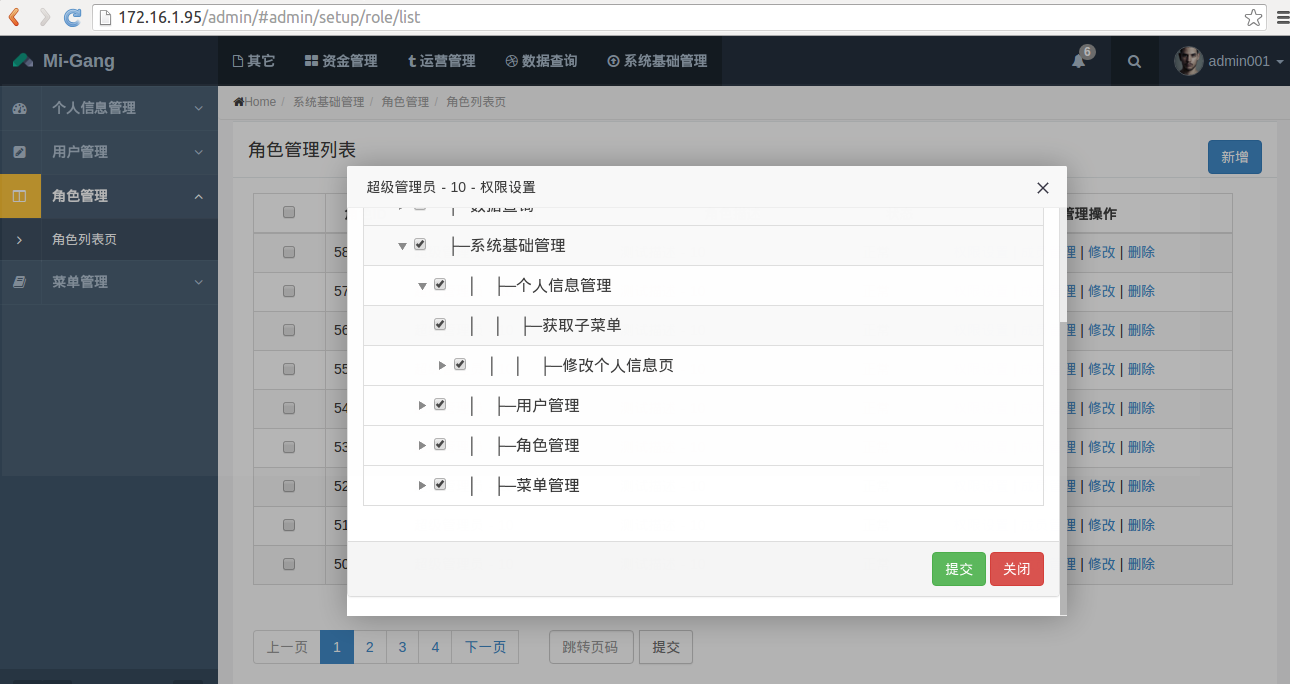 172.16.1.95/admin/#admin/setup/role/list
Mi-Gang 其它 资金管理 运营管理 数据查询 系统基础管理 6 admin001
Home / 系统基础管理 / 角色管理 / 角色列表页
个人信息管理
用户管理
角色管理
角色列表页
菜单管理
角色管理列表
新增
超级管理员 - 10 - 权限设置
数据查询
├─系统基础管理
│ ├─个人信息管理
│ │ ├─获取子菜单
│ │ ├─修改个人信息页
│ ├─用户管理
│ ├─角色管理
│ ├─菜单管理
提交 关闭
管理操作
58 理 | 修改 | 删除
57 理 | 修改 | 删除
56 理 | 修改 | 删除
55 理 | 修改 | 删除
54 理 | 修改 | 删除
53 理 | 修改 | 删除
52 理 | 修改 | 删除
51 理 | 修改 | 删除
50 理 | 修改 | 删除
上一页 1 2 3 4 下一页 跳转页码 提交